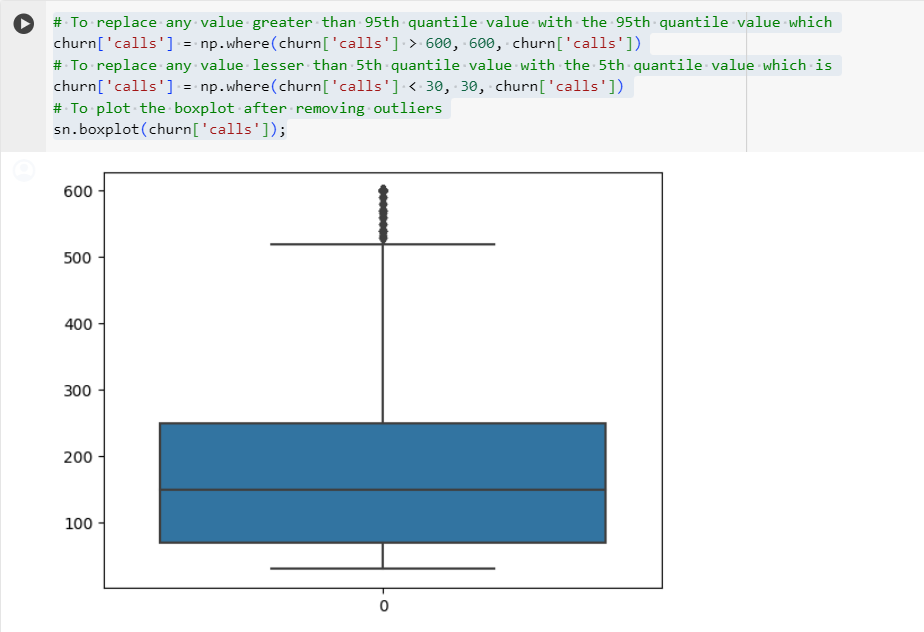 # To replace any value greater than 95th quantile value with the 95th quantile value which
churn['calls'] = np.where(churn['calls'] > 600, 600, churn['calls'])
# To replace any value lesser than 5th quantile value with the 5th quantile value which is
churn['calls'] = np.where(churn['calls'] < 30, 30, churn['calls'])
# To plot the boxplot after removing outliers
sn.boxplot(churn['calls']);
600
500
400
300
200
100
0